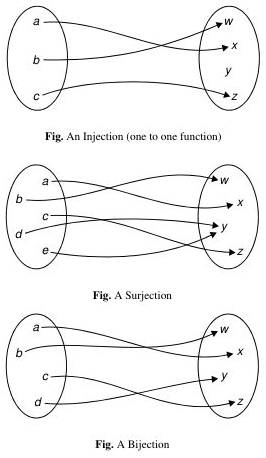 a
w
b
x
y
c
z
Fig. An Injection (one to one function)
a
w
b
x
c
y
d
e
z
Fig. A Surjection
a
w
b
x
c
y
d
z
Fig. A Bijection